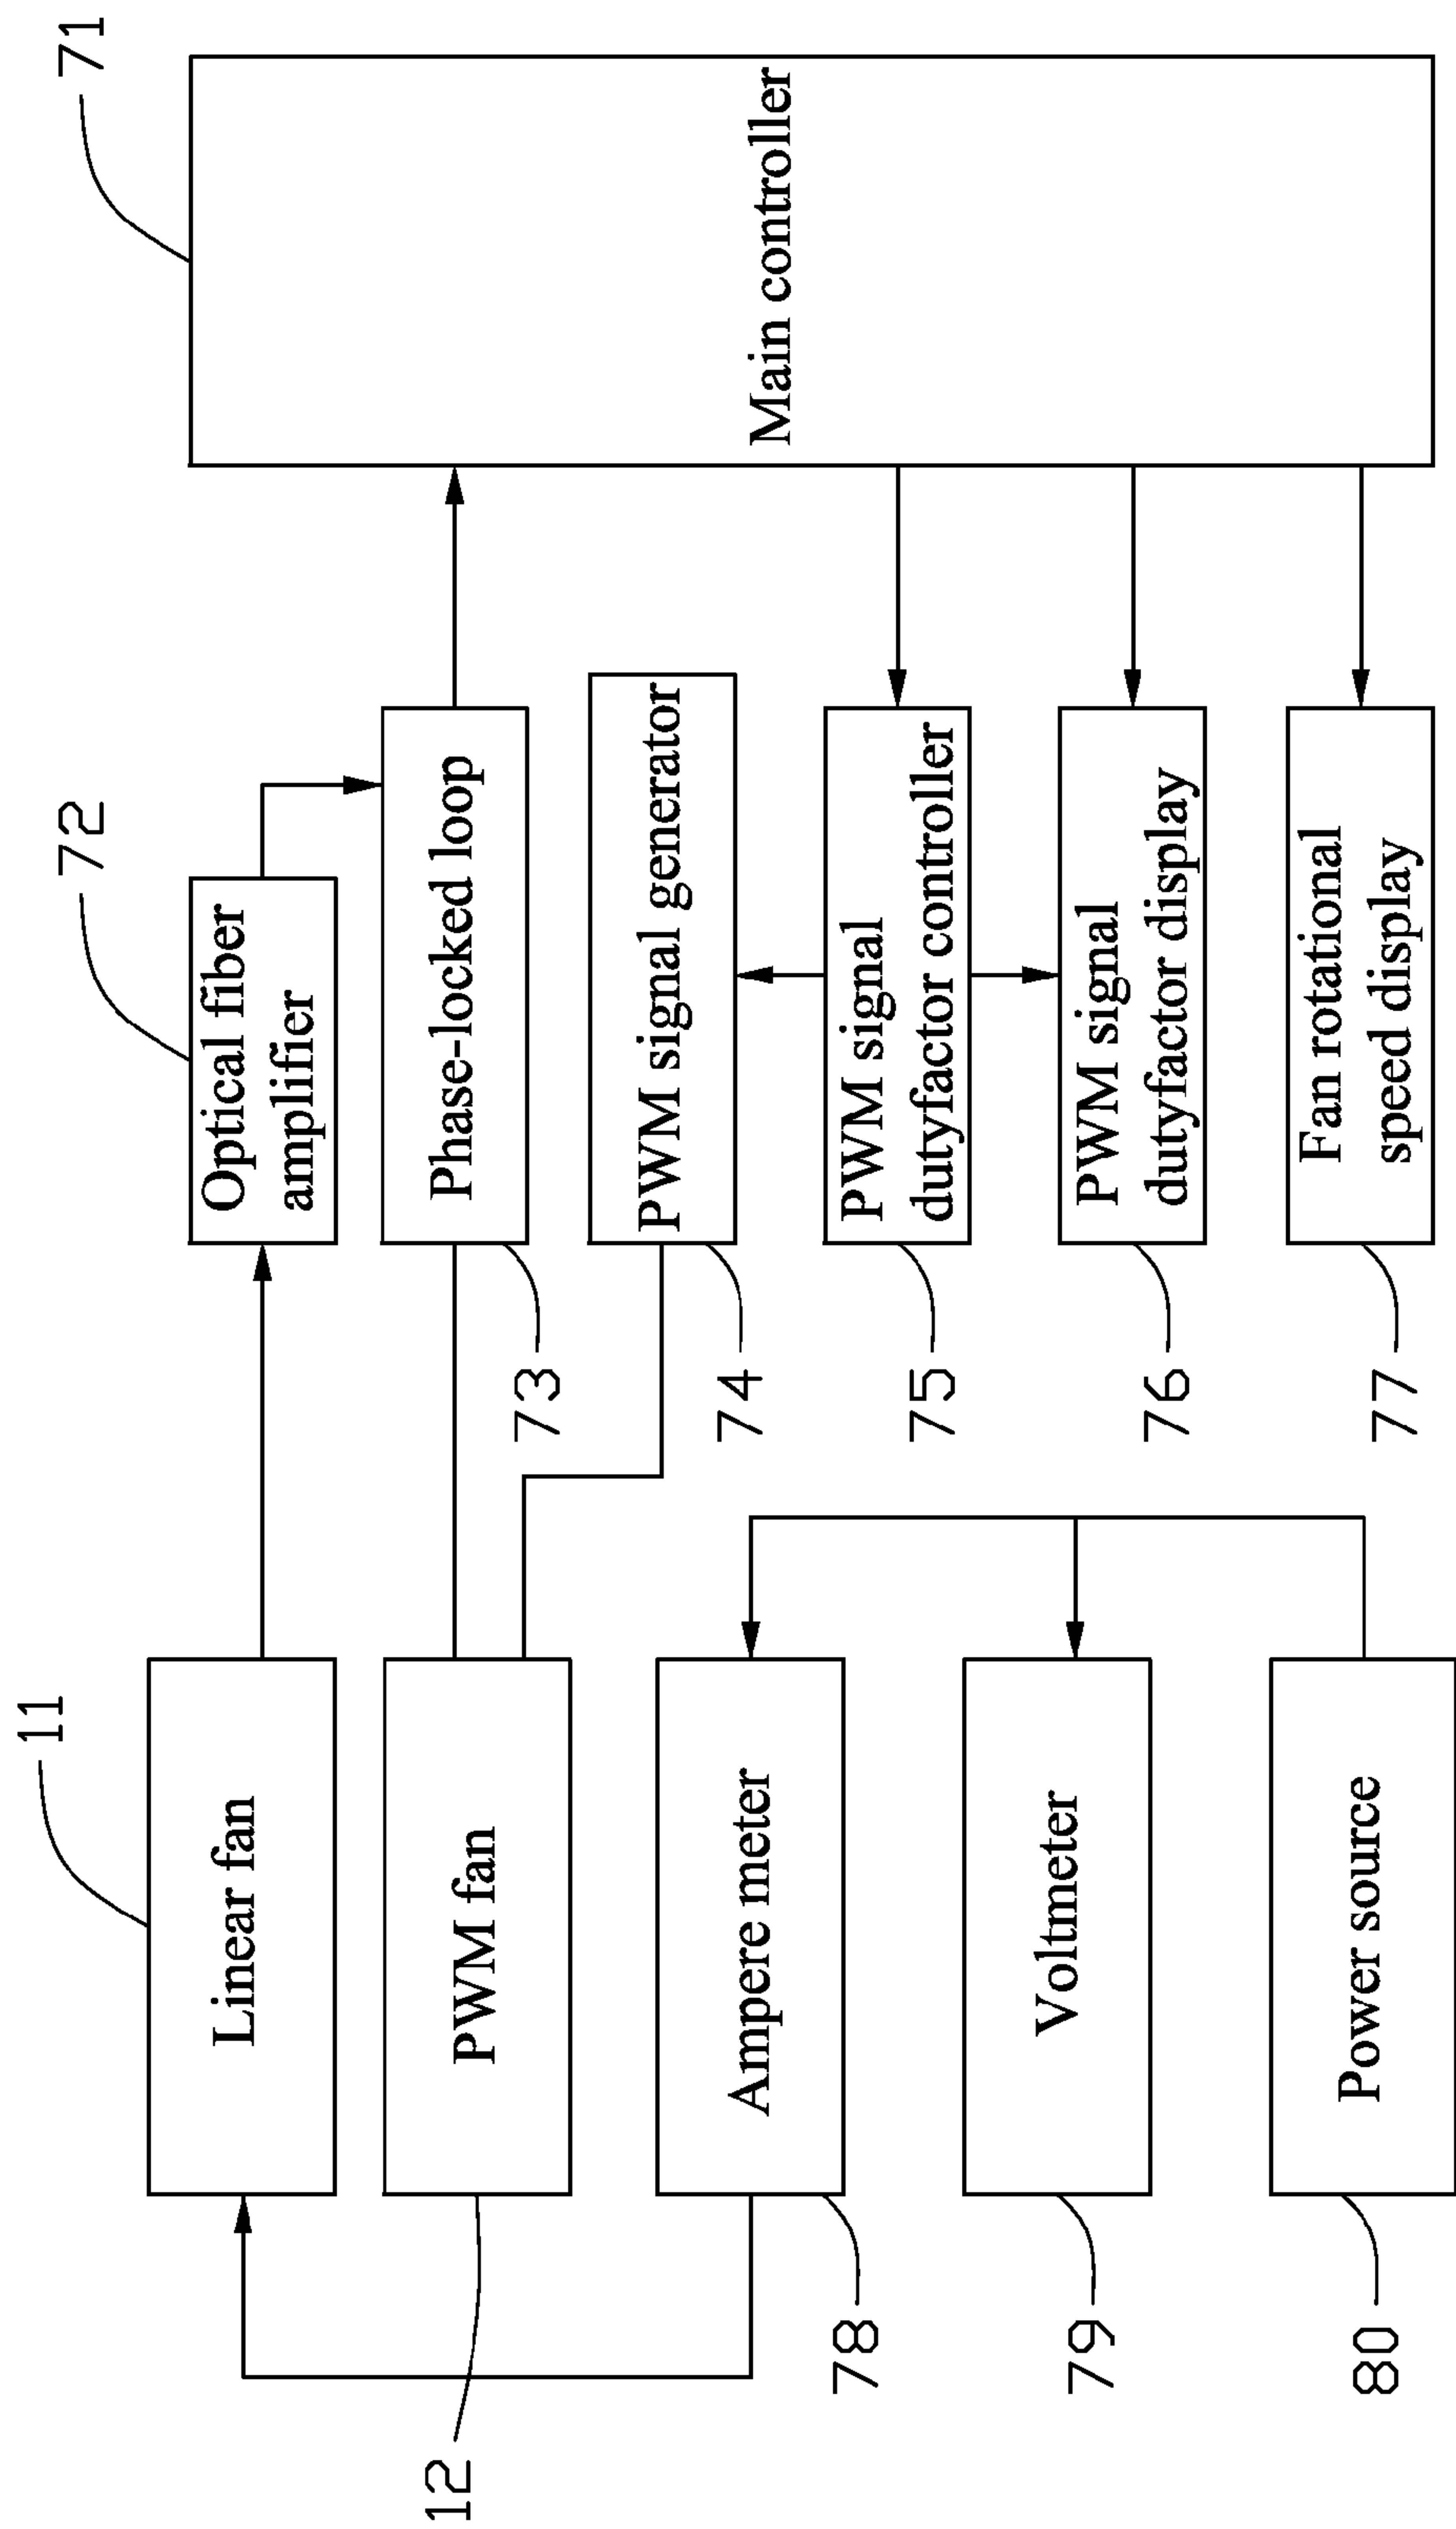 71
Main controller
72
Optical fiber
amplifier
Phase-locked loop
73
PWM signal generator
74
PWM signal
dutyfactor controller
75
PWM signal
dutyfactor display
76
Fan rotational
speed display
77
11
Linear fan
PWM fan
12
Ampere meter
78
Voltmeter
79
Power source
80